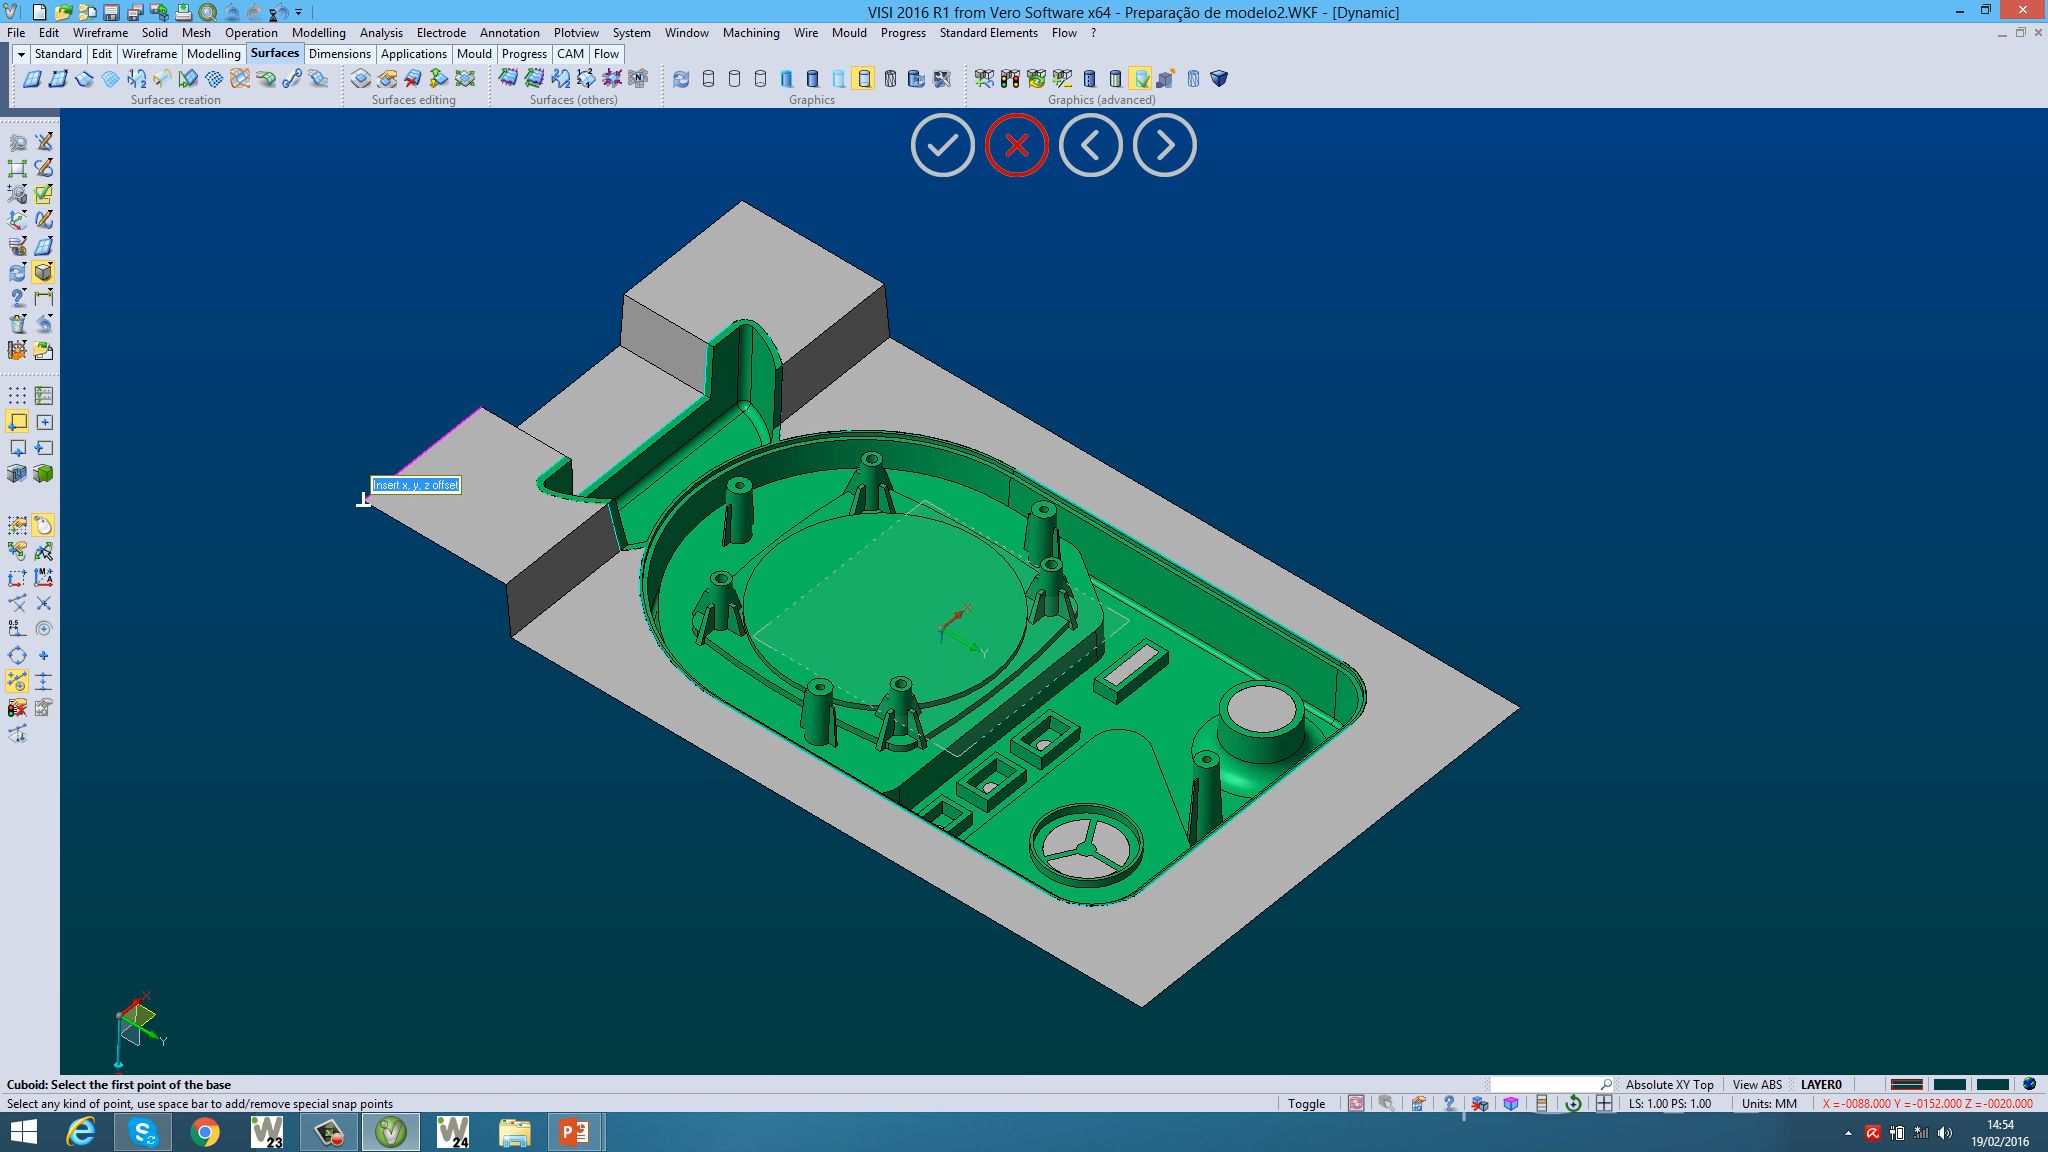 VISI 2016 R1 from Vero Software x64 - Preparação de modelo2.WKF - [Dynamic]
File Edit Wireframe Solid Mesh Operation Modelling Analysis Electrode Annotation Plotview System Window Machining Wire Mould Progress Standard Elements Flow ?
Standard Edit Wireframe Modelling Surfaces Dimensions Applications Mould Progress CAM Flow
Surfaces creation Surfaces editing Surfaces (others) Graphics Graphics (advanced)
Insert x, y, z offset
X
Y
X
Y
Cuboid: Select the first point of the base
Absolute XY Top View ABS LAYER0
Select any kind of point, use space bar to add/remove special snap points
Toggle LS: 1.00 PS: 1.00 Units: MM X =-0088.000 Y =-0152.000 Z =-0020.000
23 24
14:54
19/02/2016